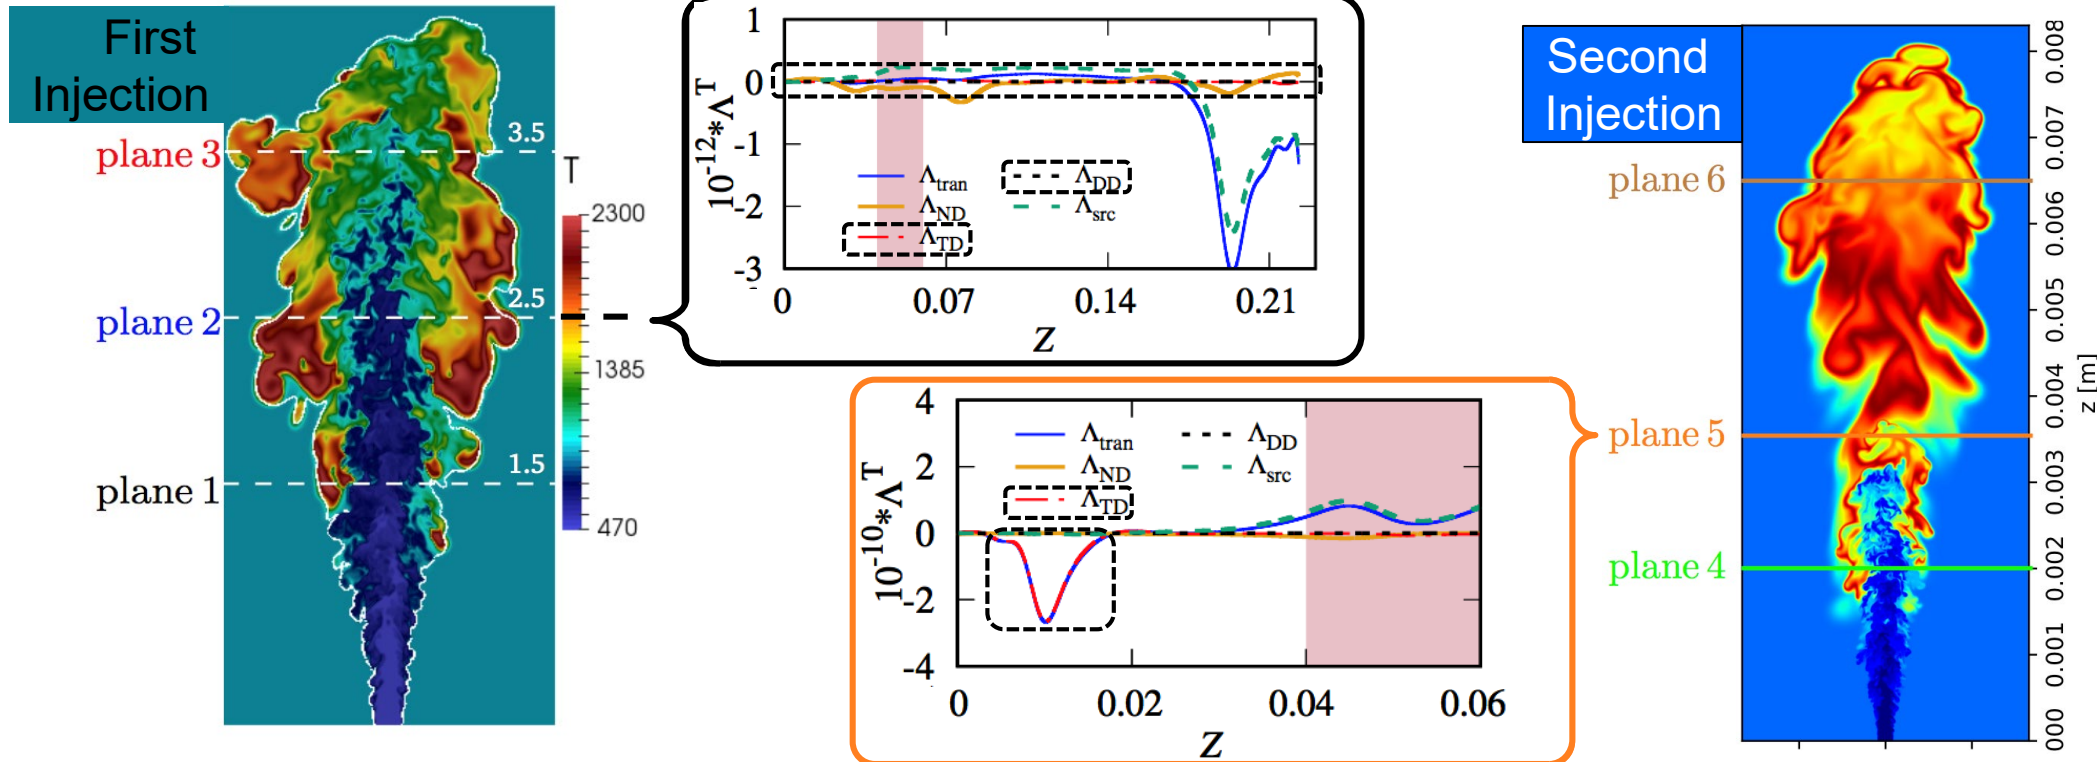 First
Injection
plane 3
plane 2
plane 1
3.5
2.5
1.5
T
2300
1385
470
1
0
-1
-2
-3
10⁻¹²*Λᵀ
Λtran
ΛND
ΛTD
ΛDD
Λsrc
0
0.07
0.14
0.21
Z
4
2
0
-2
-4
10⁻¹⁰*Λᵀ
Λtran
ΛND
ΛTD
ΛDD
Λsrc
0
0.02
0.04
0.06
Z
Second
Injection
plane 6
plane 5
plane 4
0.008
0.007
0.006
0.005
0.004
0.003
0.002
0.001
000
z [m]